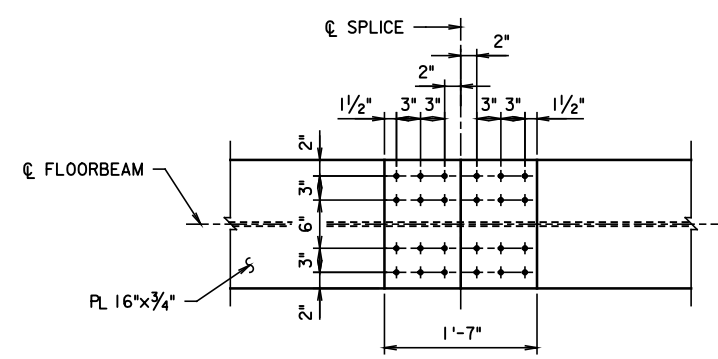 ℄ SPLICE
2"
2"
1½" 3" 3" 3" 3" 1½"
2"
℄ FLOORBEAM
3"
6"
3"
PL 16"x¾"
2"
1'-7"